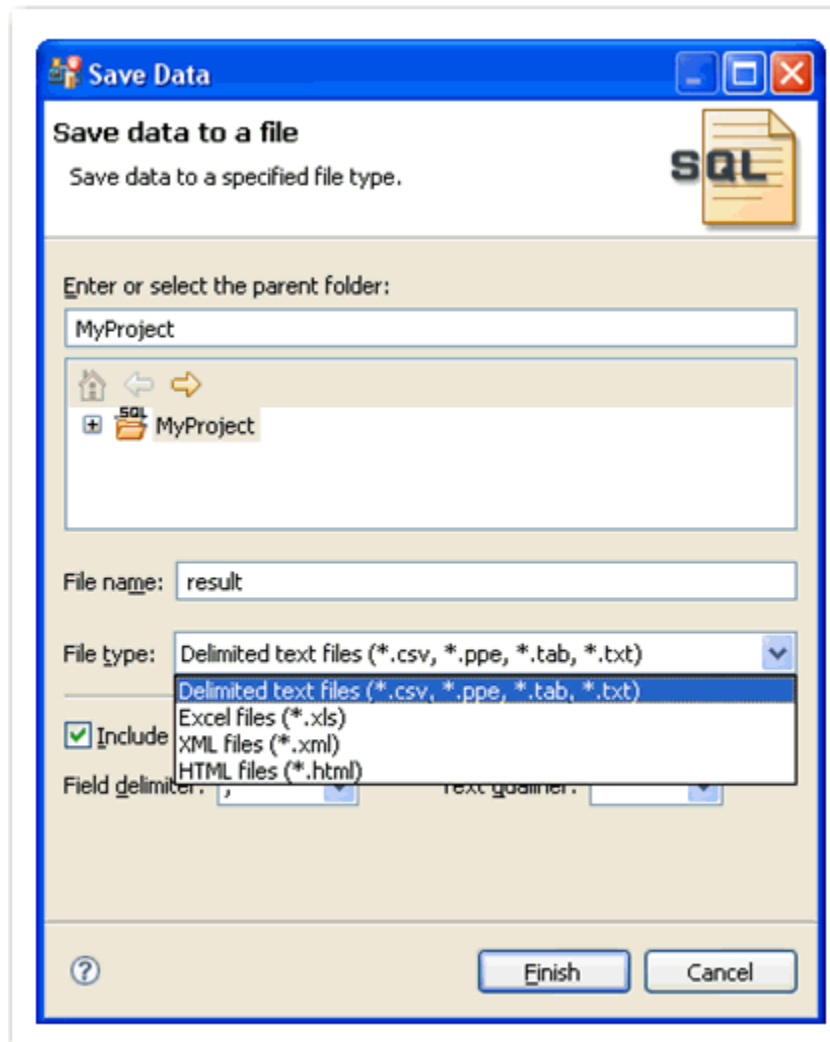 Save Data
Save data to a file
Save data to a specified file type.
SQL
Enter or select the parent folder:
MyProject
SQL
MyProject
File name: result
File type: Delimited text files (*.csv, *.ppe, *.tab, *.txt)
Delimited text files (*.csv, *.ppe, *.tab, *.txt)
Excel files (*.xls)
Include
XML files (*.xml)
HTML files (*.html)
Field delimiter: ,
Text qualifier:
?
Finish
Cancel